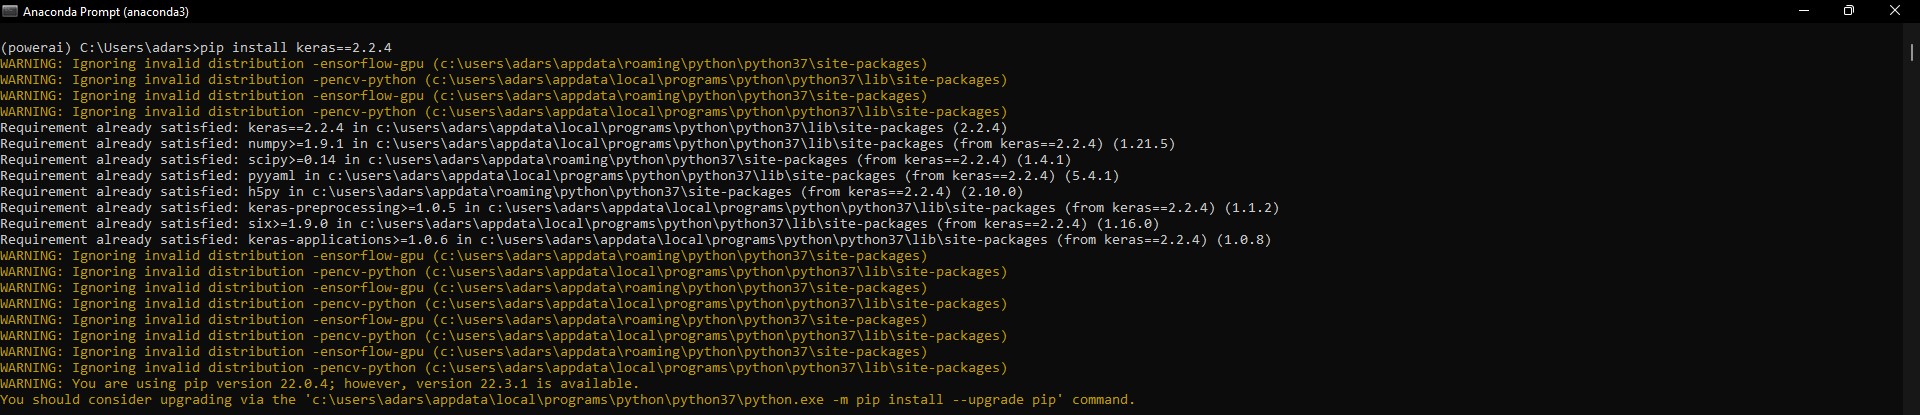 Anaconda Prompt (anaconda3)
(powerai) C:\Users\adars>pip install keras==2.2.4
WARNING: Ignoring invalid distribution -ensorflow-gpu (c:\users\adars\appdata\roaming\python\python37\site-packages)
WARNING: Ignoring invalid distribution -pencv-python (c:\users\adars\appdata\local\programs\python\python37\lib\site-packages)
WARNING: Ignoring invalid distribution -ensorflow-gpu (c:\users\adars\appdata\roaming\python\python37\site-packages)
WARNING: Ignoring invalid distribution -pencv-python (c:\users\adars\appdata\local\programs\python\python37\lib\site-packages)
Requirement already satisfied: keras==2.2.4 in c:\users\adars\appdata\local\programs\python\python37\lib\site-packages (2.2.4)
Requirement already satisfied: numpy>=1.9.1 in c:\users\adars\appdata\local\programs\python\python37\lib\site-packages (from keras==2.2.4) (1.21.5)
Requirement already satisfied: scipy>=0.14 in c:\users\adars\appdata\roaming\python\python37\site-packages (from keras==2.2.4) (1.4.1)
Requirement already satisfied: pyyaml in c:\users\adars\appdata\local\programs\python\python37\lib\site-packages (from keras==2.2.4) (5.4.1)
Requirement already satisfied: h5py in c:\users\adars\appdata\roaming\python\python37\site-packages (from keras==2.2.4) (2.10.0)
Requirement already satisfied: keras-preprocessing>=1.0.5 in c:\users\adars\appdata\local\programs\python\python37\lib\site-packages (from keras==2.2.4) (1.1.2)
Requirement already satisfied: six>=1.9.0 in c:\users\adars\appdata\local\programs\python\python37\lib\site-packages (from keras==2.2.4) (1.16.0)
Requirement already satisfied: keras-applications>=1.0.6 in c:\users\adars\appdata\local\programs\python\python37\lib\site-packages (from keras==2.2.4) (1.0.8)
WARNING: Ignoring invalid distribution -ensorflow-gpu (c:\users\adars\appdata\roaming\python\python37\site-packages)
WARNING: Ignoring invalid distribution -pencv-python (c:\users\adars\appdata\local\programs\python\python37\lib\site-packages)
WARNING: Ignoring invalid distribution -ensorflow-gpu (c:\users\adars\appdata\roaming\python\python37\site-packages)
WARNING: Ignoring invalid distribution -pencv-python (c:\users\adars\appdata\local\programs\python\python37\lib\site-packages)
WARNING: Ignoring invalid distribution -ensorflow-gpu (c:\users\adars\appdata\roaming\python\python37\site-packages)
WARNING: Ignoring invalid distribution -pencv-python (c:\users\adars\appdata\local\programs\python\python37\lib\site-packages)
WARNING: Ignoring invalid distribution -ensorflow-gpu (c:\users\adars\appdata\roaming\python\python37\site-packages)
WARNING: Ignoring invalid distribution -pencv-python (c:\users\adars\appdata\local\programs\python\python37\lib\site-packages)
WARNING: You are using pip version 22.0.4; however, version 22.3.1 is available.
You should consider upgrading via the 'c:\users\adars\appdata\local\programs\python\python37\python.exe -m pip install --upgrade pip' command.